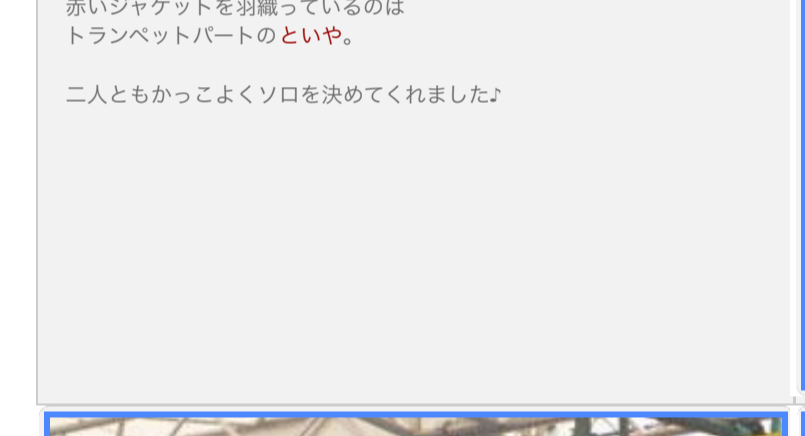 赤いジャケットを羽織っているのは
トランペットパートのといや。
二人ともかっこよくソロを決めてくれました♪